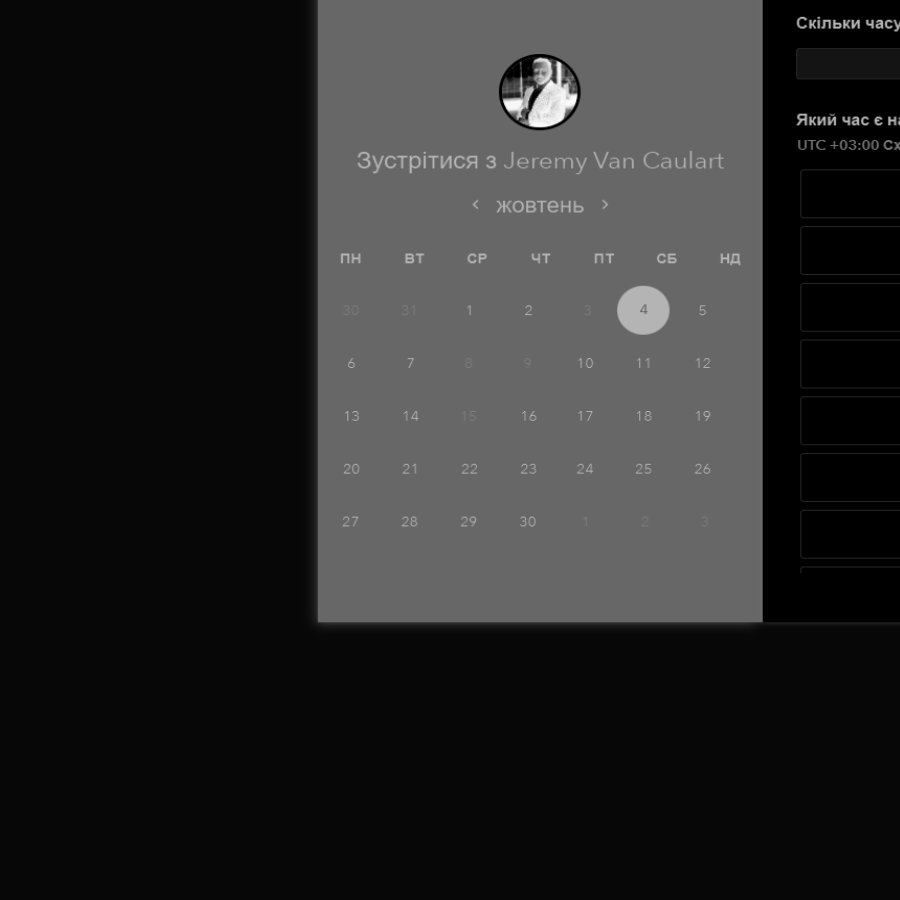 Скільки часу
Який час є на
UTC +03:00 Сх
Зустрітися з Jeremy Van Caulart
жовтень
ПН ВТ СР ЧТ ПТ СБ НД
30 31 1 2 3 4 5
6 7 8 9 10 11 12
13 14 15 16 17 18 19
20 21 22 23 24 25 26
27 28 29 30 1 2 3